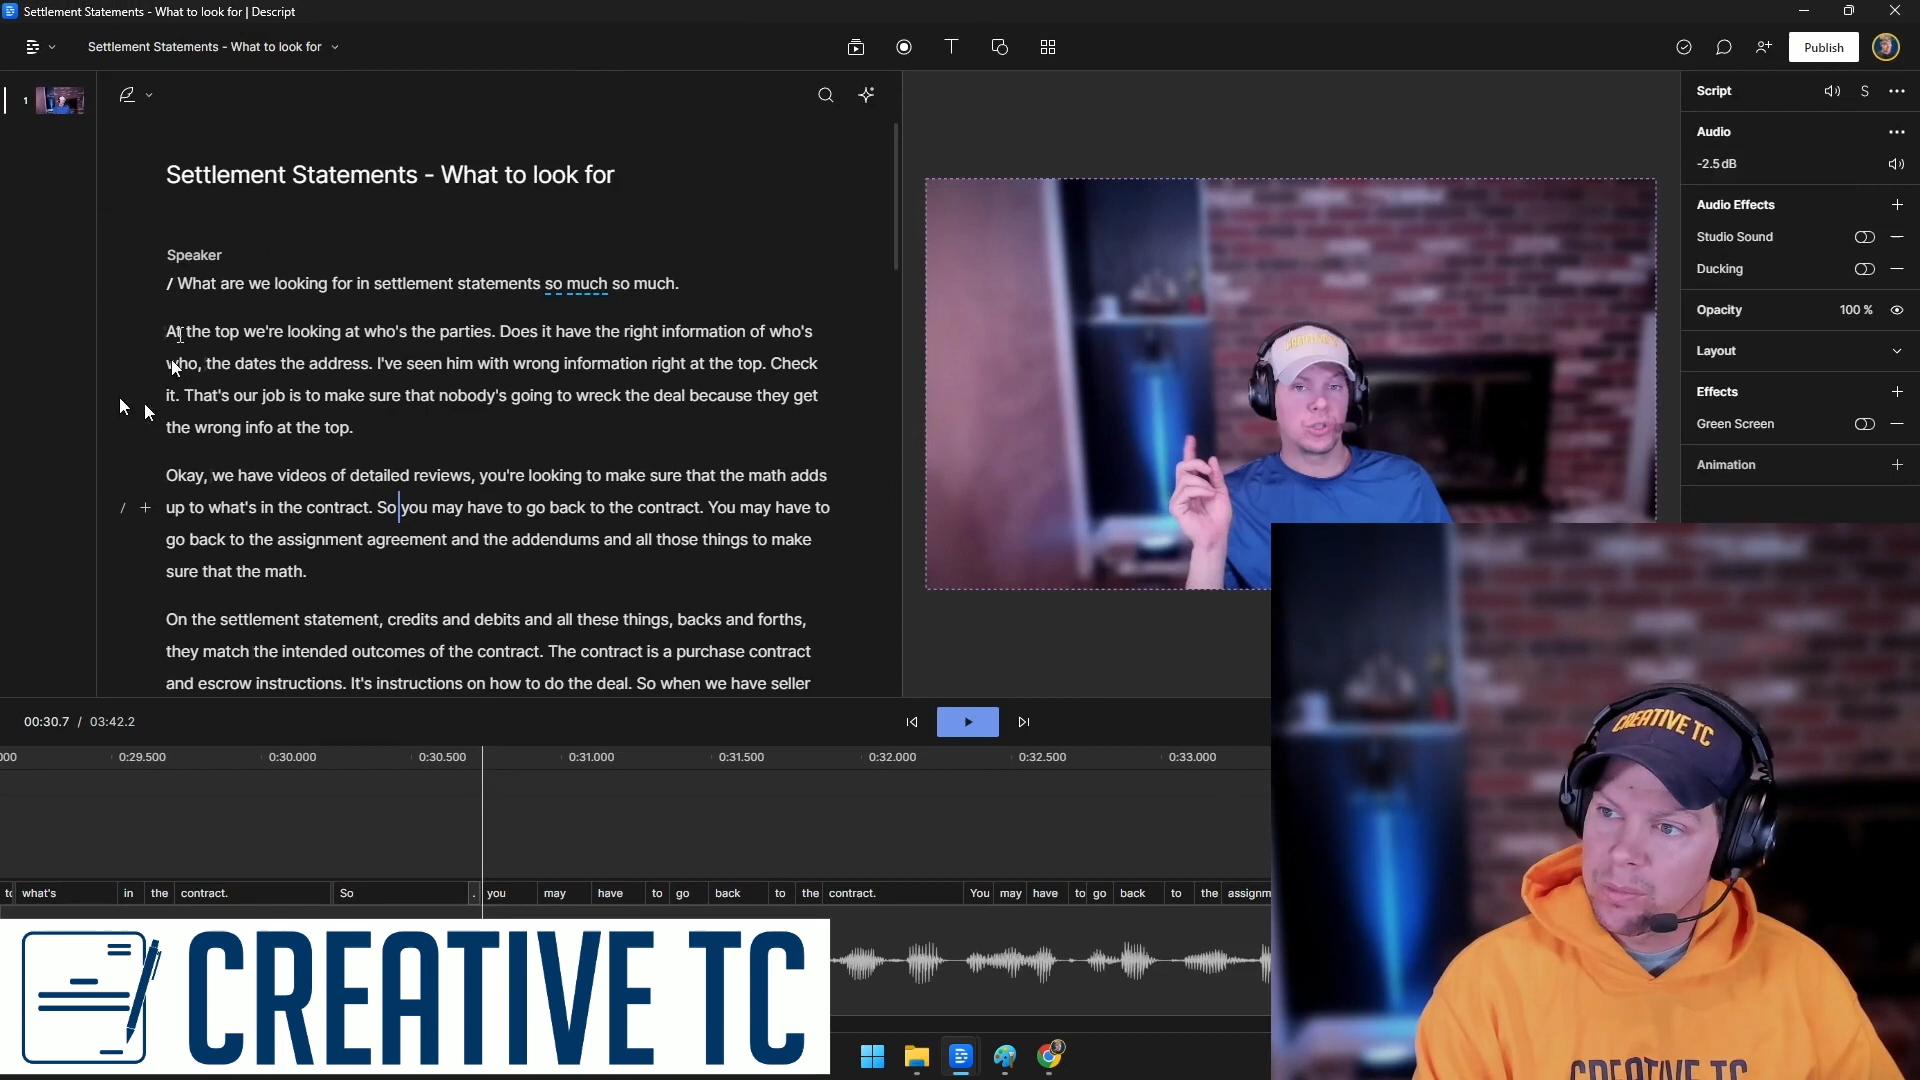 Settlement Statements - What to look for | Descript
Settlement Statements - What to look for
Publish
1
Settlement Statements - What to look for
Speaker
/ What are we looking for in settlement statements so much so much.
At the top we're looking at who's the parties. Does it have the right information of who's
who, the dates the address. I've seen him with wrong information right at the top. Check
it. That's our job is to make sure that nobody's going to wreck the deal because they get
the wrong info at the top.
Okay, we have videos of detailed reviews, you're looking to make sure that the math adds
/ + up to what's in the contract. So you may have to go back to the contract. You may have to
go back to the assignment agreement and the addendums and all those things to make
sure that the math.
On the settlement statement, credits and debits and all these things, backs and forths,
they match the intended outcomes of the contract. The contract is a purchase contract
and escrow instructions. It's instructions on how to do the deal. So when we have seller
Script
S
Audio
-2.5 dB
Audio Effects
Studio Sound
Ducking
Opacity
100 %
Layout
Effects
Green Screen
Animation
00:30.7 / 03:42.2
000 0:29.500 0:30.000 0:30.500 0:31.000 0:31.500 0:32.000 0:32.500 0:33.000
to what's in the contract. So . you may have to go back to the contract. You may have to go back to the assignm
CREATIVE TC
CREATIVE TC
CREATIVE TC